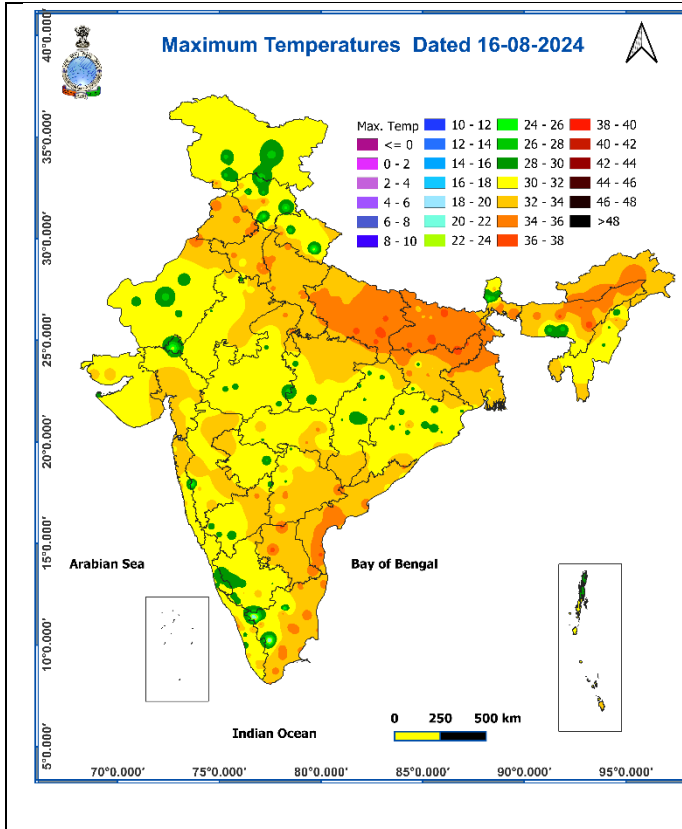 Maximum Temperatures Dated 16-08-2024
Max. Temp
<= 0
0 - 2
2 - 4
4 - 6
6 - 8
8 - 10
10 - 12
12 - 14
14 - 16
16 - 18
18 - 20
20 - 22
22 - 24
24 - 26
26 - 28
28 - 30
30 - 32
32 - 34
34 - 36
36 - 38
38 - 40
40 - 42
42 - 44
44 - 46
46 - 48
>48
40°0.000'
35°0.000'
30°0.000'
25°0.000'
20°0.000'
15°0.000'
10°0.000'
5°0.000'
Arabian Sea
Bay of Bengal
Indian Ocean
0 250 500 km
70°0.000' 75°0.000' 80°0.000' 85°0.000' 90°0.000' 95°0.000'